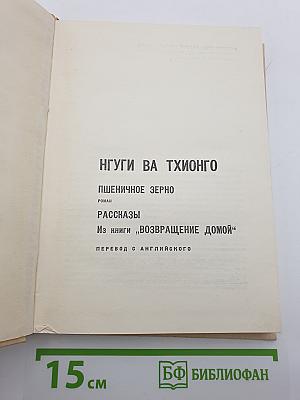 НГУГИ ВА ТХИОНГО
ПШЕНИЧНОЕ ЗЕРНО
РОМАН
РАССКАЗЫ
Из книги „ВОЗВРАЩЕНИЕ ДОМОЙ“
ПЕРЕВОД С АНГЛИЙСКОГО
15 см
БФ БИБЛИОФАН